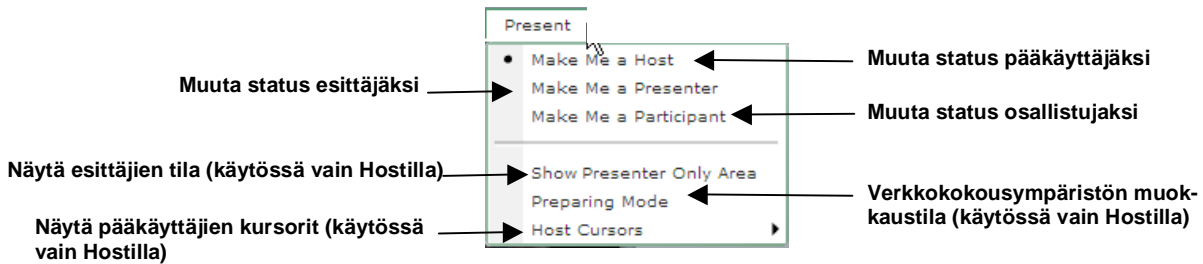 Present
Make Me a Host
Muuta status pääkäyttäjäksi
Muuta status esittäjäksi
Make Me a Presenter
Make Me a Participant
Muuta status osallistujaksi
Näytä esittäjien tila (käytössä vain Hostilla)
Show Presenter Only Area
Preparing Mode
Verkkokokousympäristön muok-
kaustila (käytössä vain Hostilla)
Näytä pääkäyttäjien kursorit (käytössä
vain Hostilla)
Host Cursors